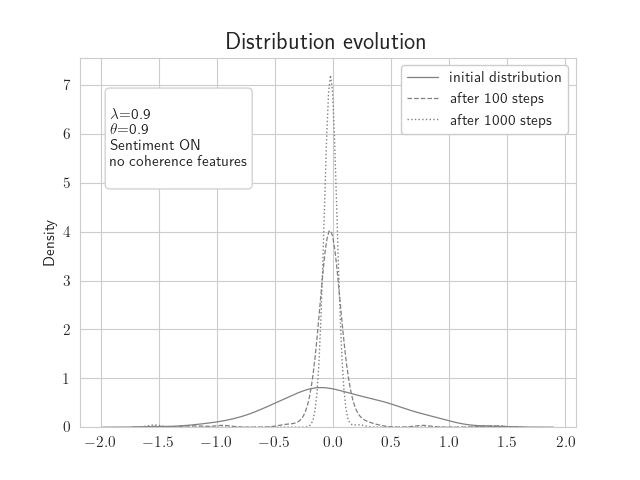 Distribution evolution
λ=0.9
θ=0.9
Sentiment ON
no coherence features
initial distribution
after 100 steps
after 1000 steps
Density
7
6
5
4
3
2
1
0
−2.0 −1.5 −1.0 −0.5 0.0 0.5 1.0 1.5 2.0